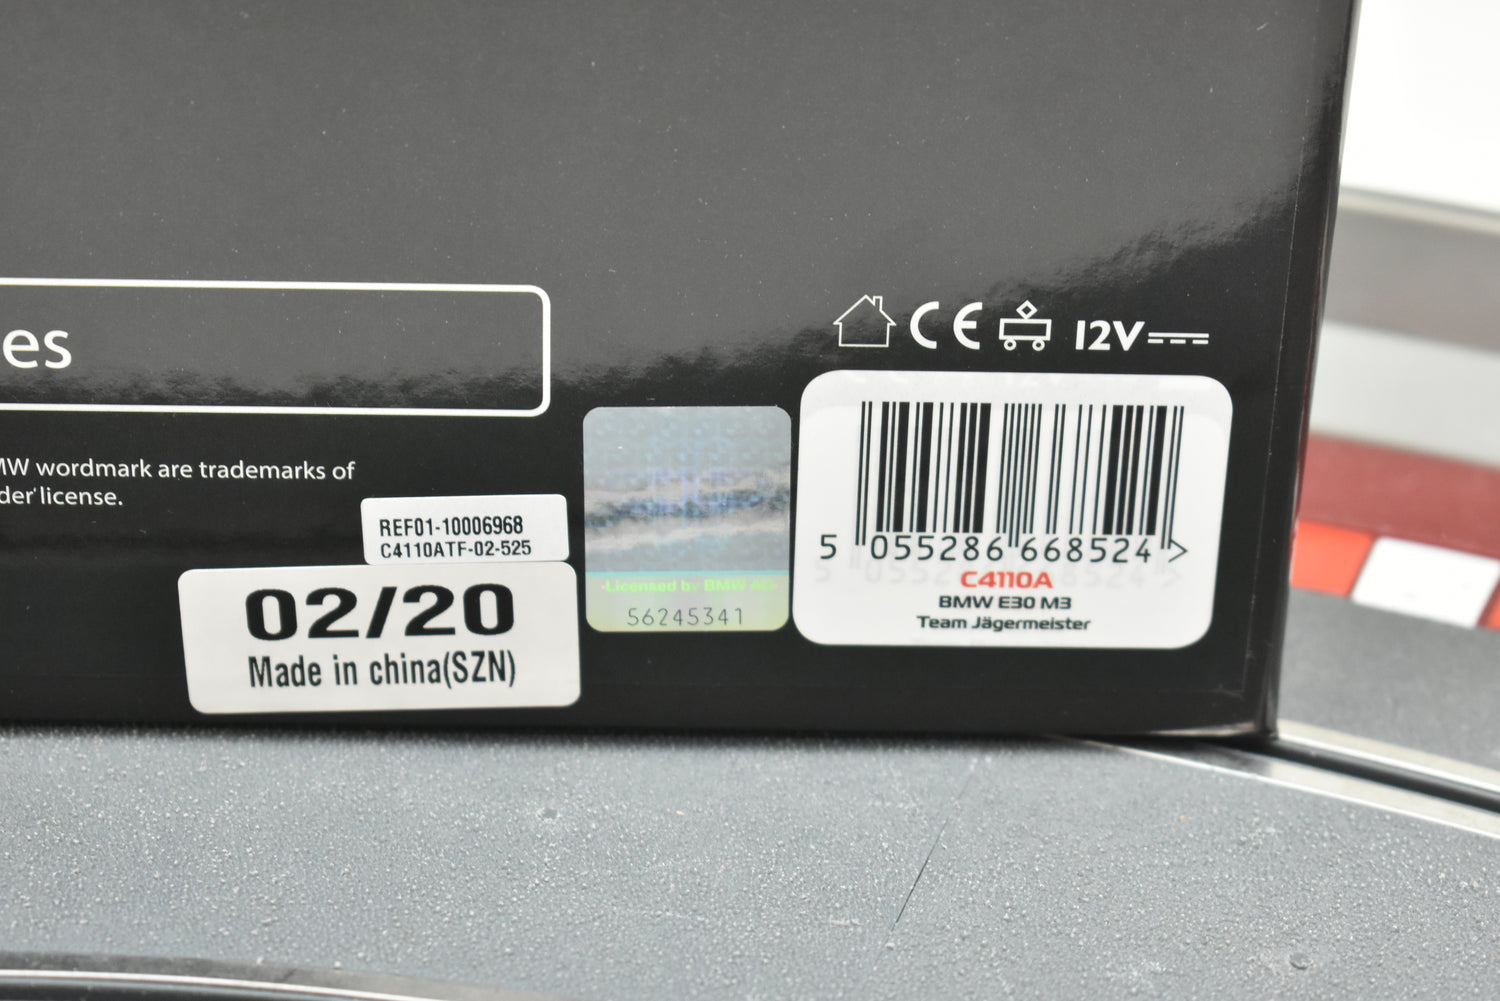 es
MW wordmark are trademarks of
der license.
REF01-10006968
C4110ATF-02-525
02/20
Made in china(SZN)
Licensed by BMW AG
56245341
CE 12V
5 055286 668524 >
C4110A
BMW E30 M3
Team Jägermeister